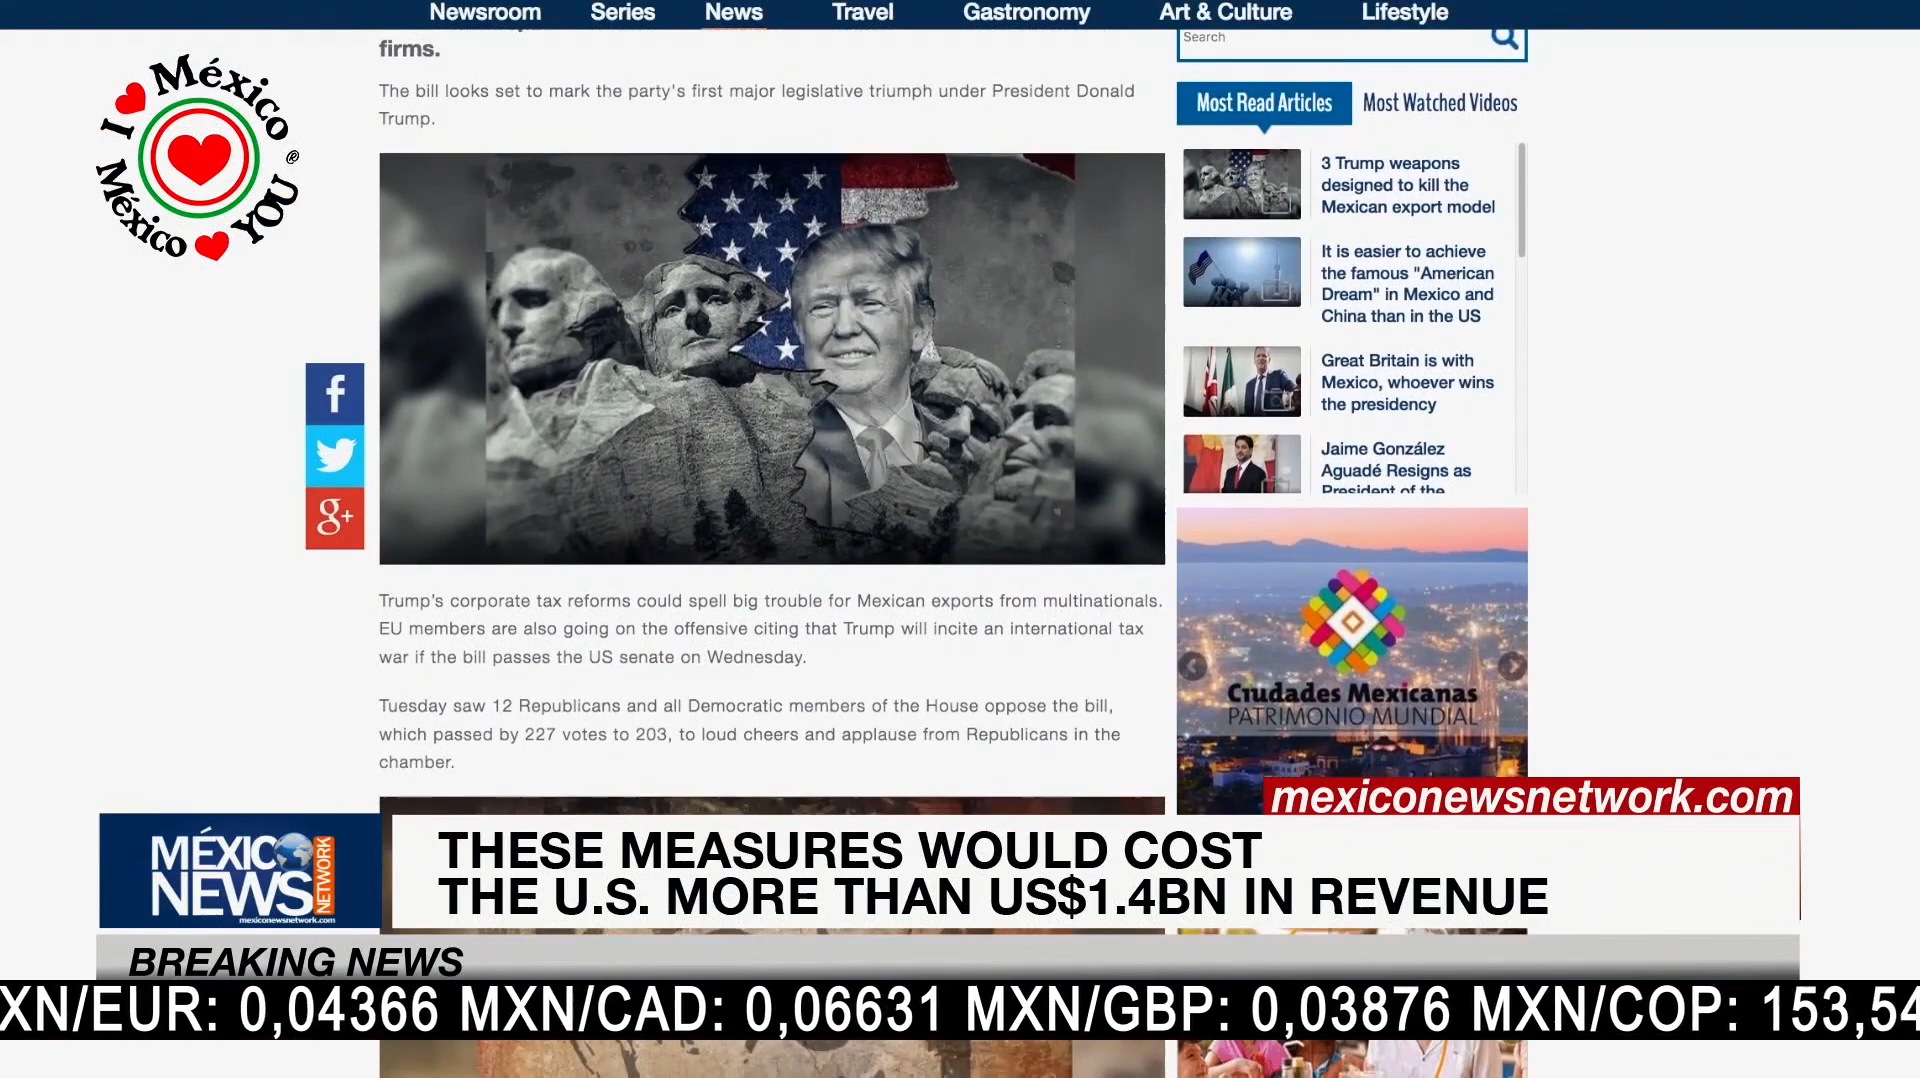 Newsroom Series News Travel Gastronomy Art & Culture Lifestyle
I México
México YOU
®
firms.
The bill looks set to mark the party's first major legislative triumph under President Donald
Trump.
Search
Most Read Articles Most Watched Videos
3 Trump weapons
designed to kill the
Mexican export model
It is easier to achieve
the famous "American
Dream" in Mexico and
China than in the US
Great Britain is with
Mexico, whoever wins
the presidency
Jaime González
Aguadé Resigns as
President of the
f
g+
Trump's corporate tax reforms could spell big trouble for Mexican exports from multinationals.
EU members are also going on the offensive citing that Trump will incite an international tax
war if the bill passes the US senate on Wednesday.
Tuesday saw 12 Republicans and all Democratic members of the House oppose the bill,
which passed by 227 votes to 203, to loud cheers and applause from Republicans in the
chamber.
Ciudades Mexicanas
PATRIMONIO MUNDIAL
mexiconewsnetwork.com
MÉXICO
NEWS
NETWORK
mexiconewsnetwork.com
THESE MEASURES WOULD COST
THE U.S. MORE THAN US$1.4BN IN REVENUE
BREAKING NEWS
XN/EUR: 0,04366 MXN/CAD: 0,06631 MXN/GBP: 0,03876 MXN/COP: 153,54